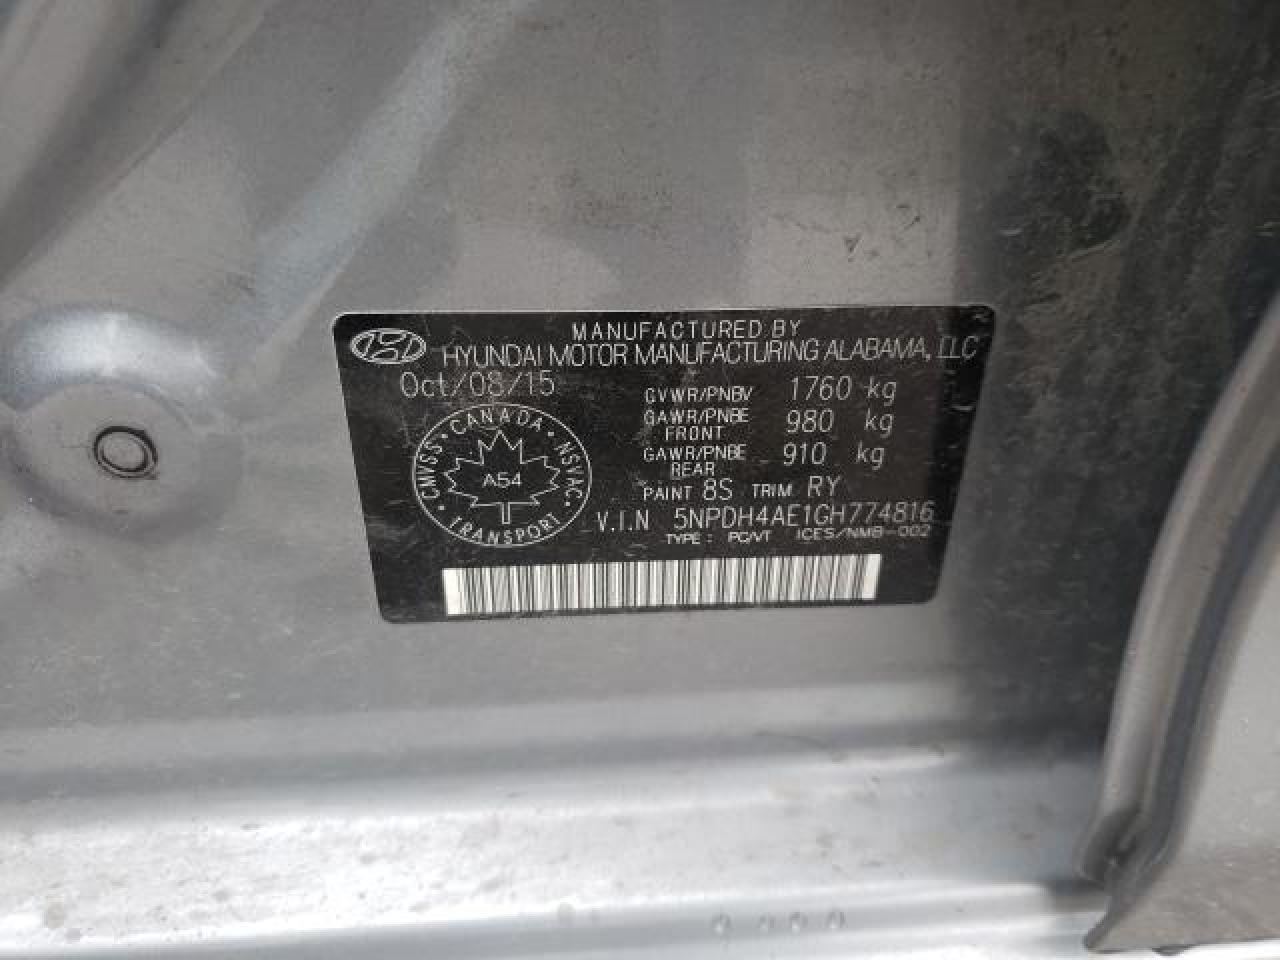 MANUFACTURED BY
HYUNDAI MOTOR MANUFACTURING ALABAMA, LLC
Oct/08/15
GVWR/PNBV 1760 kg
GAWR/PNBE FRONT 980 kg
GAWR/PNBE REAR 910 kg
CANADA · NSVAC · TRANSPORT · CMVSS ·
A54
PAINT 8S TRIM RY
V.I.N 5NPDH4AE1GH774816
TYPE : PC/VT ICES/NMB-002